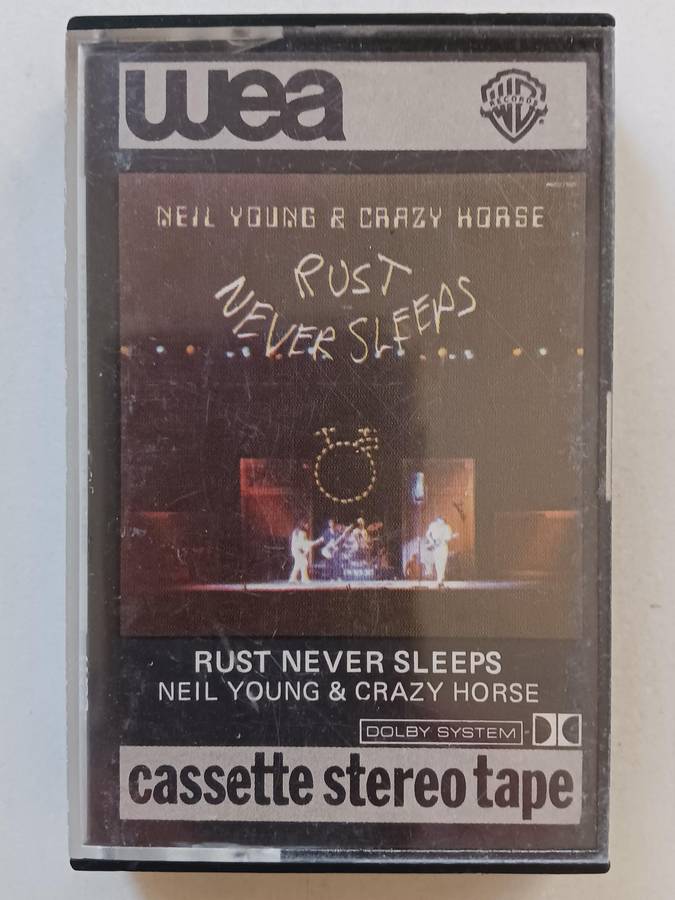 wea
WB RECORDS
NEIL YOUNG & CRAZY HORSE
RUST
NEVER SLEEPS
RUST NEVER SLEEPS
NEIL YOUNG & CRAZY HORSE
DOLBY SYSTEM
cassette stereo tape